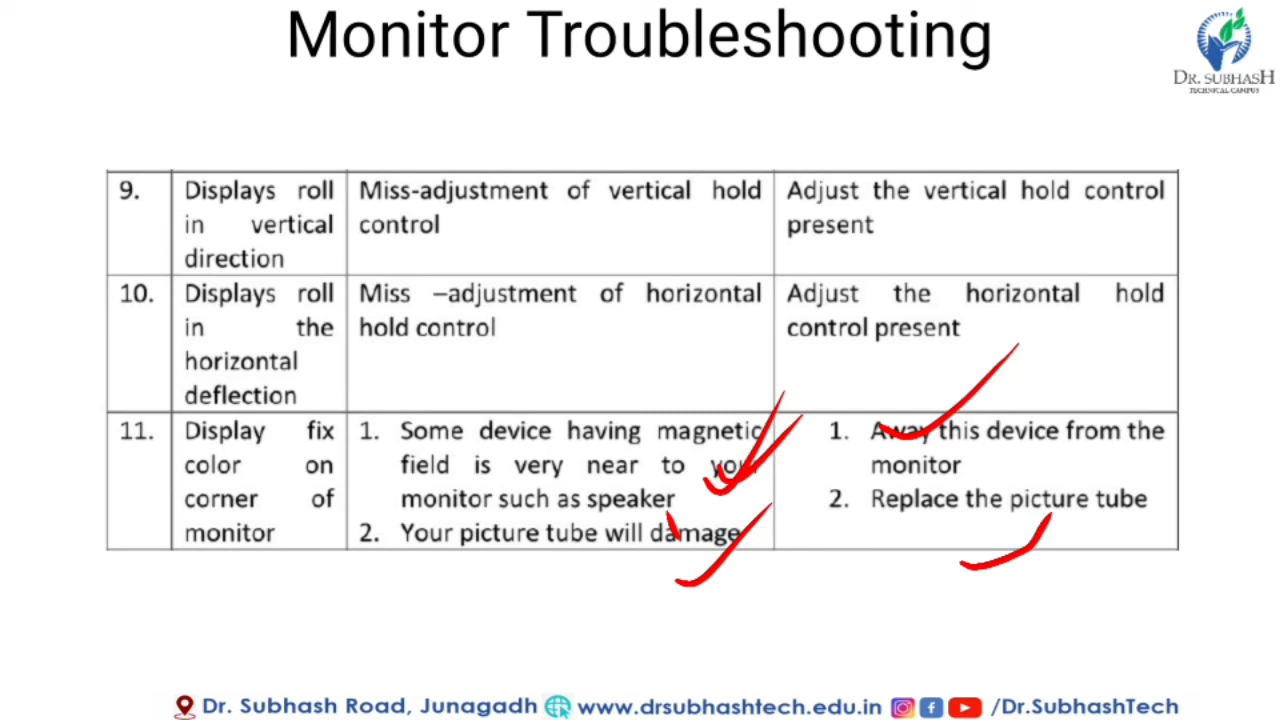 Monitor Troubleshooting
DR. SUBHASH
TECHNICAL CAMPUS
9. Displays roll in vertical direction
Miss-adjustment of vertical hold control
Adjust the vertical hold control present
10. Displays roll in the horizontal deflection
Miss –adjustment of horizontal hold control
Adjust the horizontal hold control present
11. Display fix color on corner of monitor
1. Some device having magnetic field is very near to your monitor such as speaker
2. Your picture tube will damage
1. Away this device from the monitor
2. Replace the picture tube
Dr. Subhash Road, Junagadh www.drsubhashtech.edu.in /Dr.SubhashTech